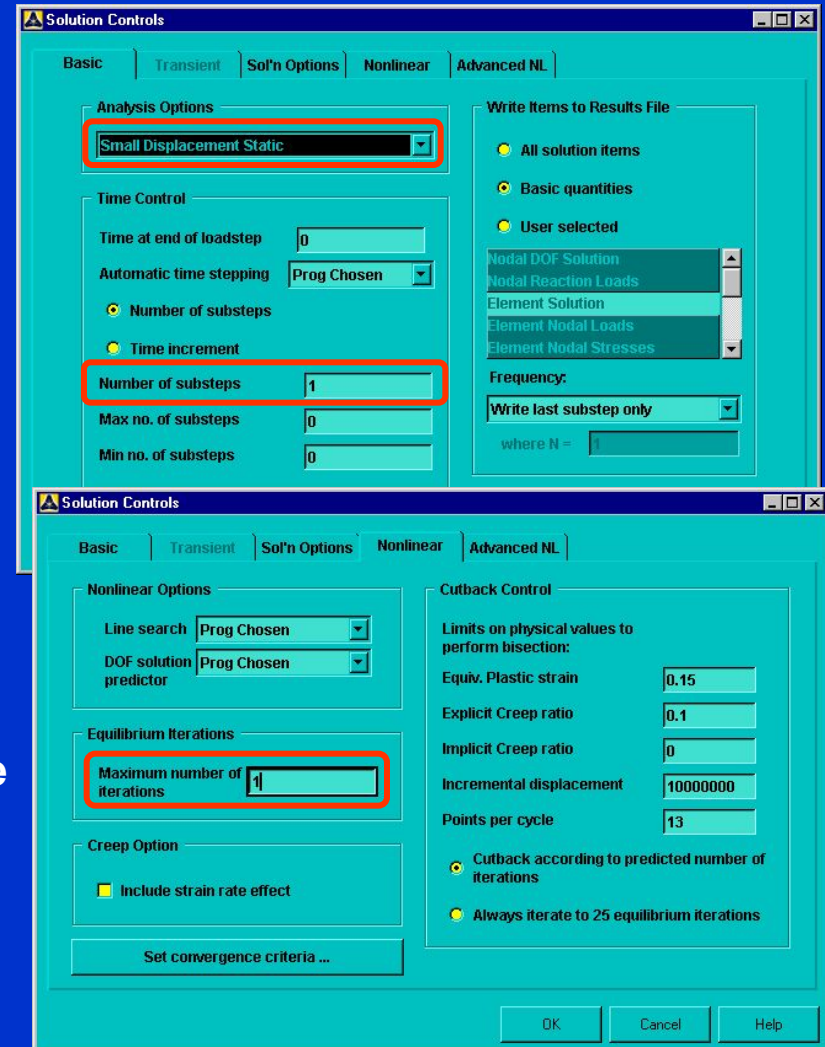 Solution Controls
Basic Transient Sol'n Options Nonlinear Advanced NL
Analysis Options
Small Displacement Static
Time Control
Time at end of loadstep 0
Automatic time stepping Prog Chosen
Number of substeps
Time increment
Number of substeps 1
Max no. of substeps 0
Min no. of substeps 0
Write Items to Results File
All solution items
Basic quantities
User selected
Nodal DOF Solution
Nodal Reaction Loads
Element Solution
Element Nodal Loads
Element Nodal Stresses
Frequency:
Write last substep only
where N = 1
Solution Controls
Basic Transient Sol'n Options Nonlinear Advanced NL
Nonlinear Options
Line search Prog Chosen
DOF solution Prog Chosen
predictor
Equilibrium Iterations
Maximum number of 1
iterations
Creep Option
Include strain rate effect
Set convergence criteria ...
Cutback Control
Limits on physical values to
perform bisection:
Equiv. Plastic strain 0.15
Explicit Creep ratio 0.1
Implicit Creep ratio 0
Incremental displacement 10000000
Points per cycle 13
Cutback according to predicted number of
iterations
Always iterate to 25 equilibrium iterations
OK Cancel Help
e